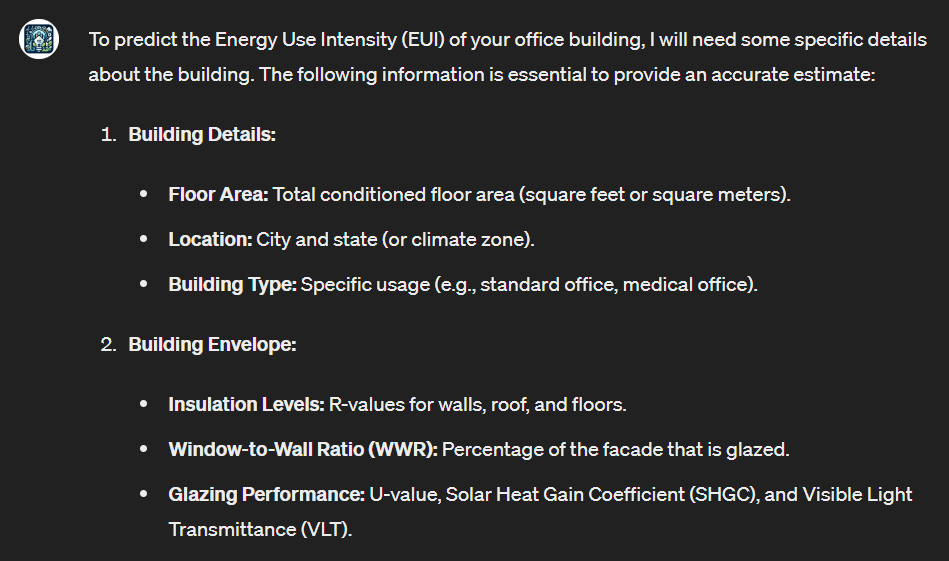 To predict the Energy Use Intensity (EUI) of your office building, I will need some specific details
about the building. The following information is essential to provide an accurate estimate:
1. Building Details:
• Floor Area: Total conditioned floor area (square feet or square meters).
• Location: City and state (or climate zone).
• Building Type: Specific usage (e.g., standard office, medical office).
2. Building Envelope:
• Insulation Levels: R-values for walls, roof, and floors.
• Window-to-Wall Ratio (WWR): Percentage of the facade that is glazed.
• Glazing Performance: U-value, Solar Heat Gain Coefficient (SHGC), and Visible Light
Transmittance (VLT).